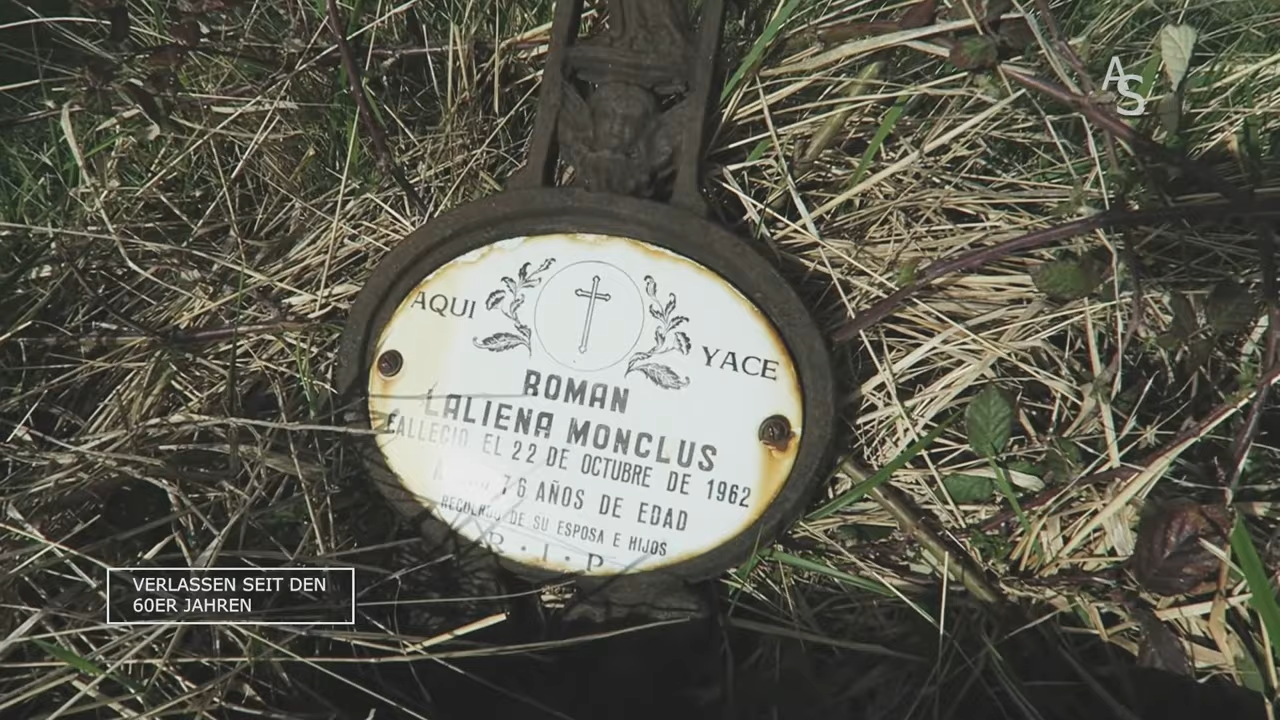 AS
AQUI YACE
ROMAN
LALIENA MONCLUS
FALLECIO EL 22 DE OCTUBRE DE 1962
A 76 AÑOS DE EDAD
RECUERDO DE SU ESPOSA E HIJOS
R · I · P
VERLASSEN SEIT DEN
60ER JAHREN